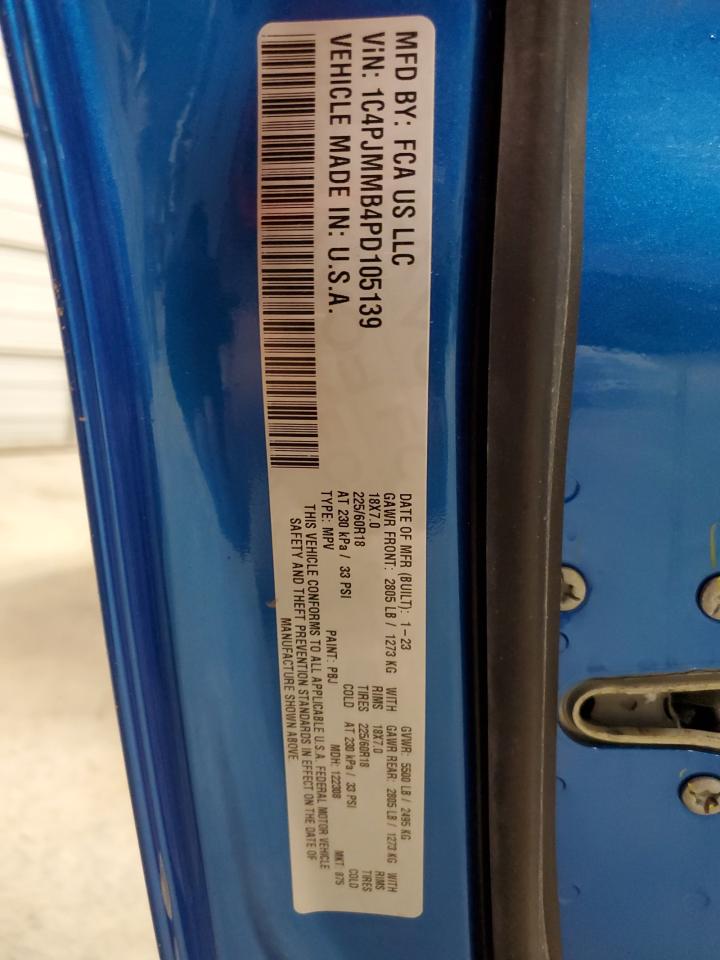 MFD BY: FCA US LLC
VIN: 1C4PJMMB4PD105139
VEHICLE MADE IN: U.S.A.
DATE OF MFR (BUILT): 1-23 GVWR: 5500 LB / 2495 KG
GAWR FRONT: 2805 LB / 1273 KG WITH GAWR REAR: 2805 LB / 1273 KG WITH
18X7.0 RIMS 18X7.0 RIMS
225/60R18 TIRES 225/60R18 TIRES
AT 230 kPa / 33 PSI COLD AT 230 kPa / 33 PSI COLD
TYPE: MPV PAINT: PBJ MDH: 122308 MKT: 875
THIS VEHICLE CONFORMS TO ALL APPLICABLE U.S.A. FEDERAL MOTOR VEHICLE
SAFETY AND THEFT PREVENTION STANDARDS IN EFFECT ON THE DATE OF
MANUFACTURE SHOWN ABOVE